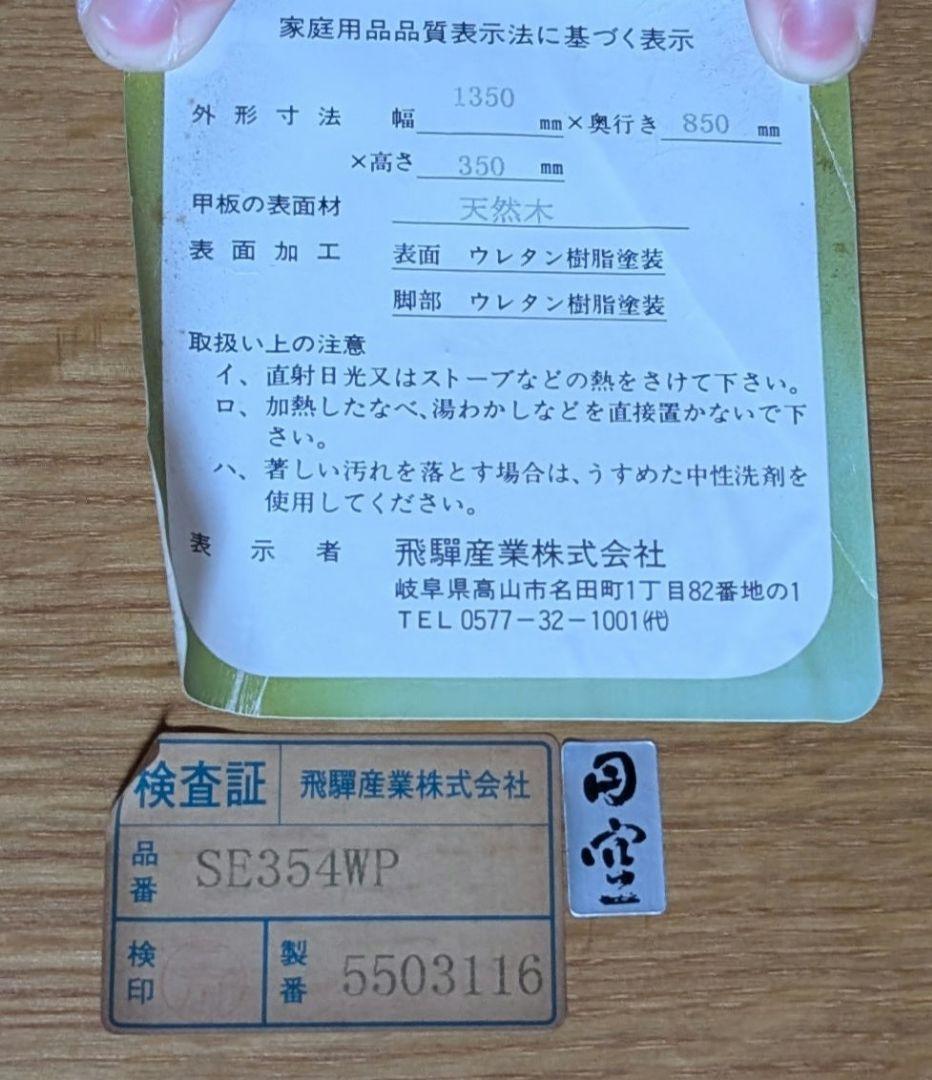 家庭用品品質表示法に基づく表示
外形寸法 幅 1350 mm×奥行き 850 mm
×高さ 350 mm
甲板の表面材 天然木
表面加工 表面 ウレタン樹脂塗装
脚部 ウレタン樹脂塗装
取扱い上の注意
イ、直射日光又はストーブなどの熱をさけて下さい。
ロ、加熱したなべ、湯わかしなどを直接置かないで下
さい。
ハ、著しい汚れを落とす場合は、うすめた中性洗剤を
使用してください。
表示者 飛驒産業株式会社
岐阜県高山市名田町1丁目82番地の1
TEL 0577-32-1001㈹
検査証 飛驒産業株式会社
品番 SE354WP
検印 製番 5503116
円空